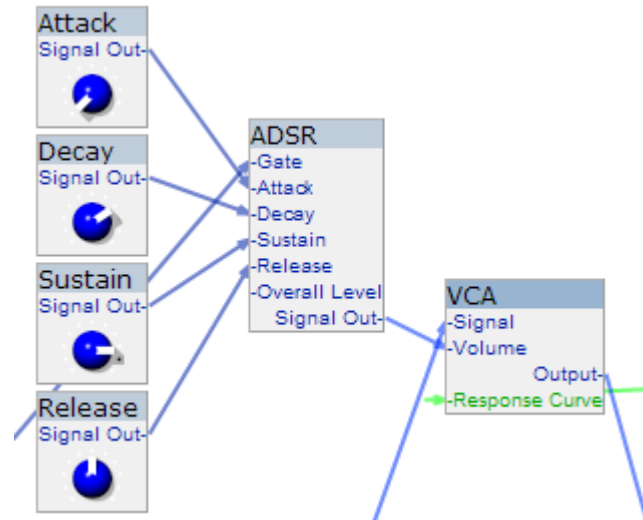 Attack
Signal Out-
Decay
Signal Out-
Sustain
Signal Out-
Release
Signal Out-
ADSR
-Gate
-Attack
-Decay
-Sustain
-Release
-Overall Level
Signal Out-
VCA
-Signal
-Volume
Output-
-Response Curve